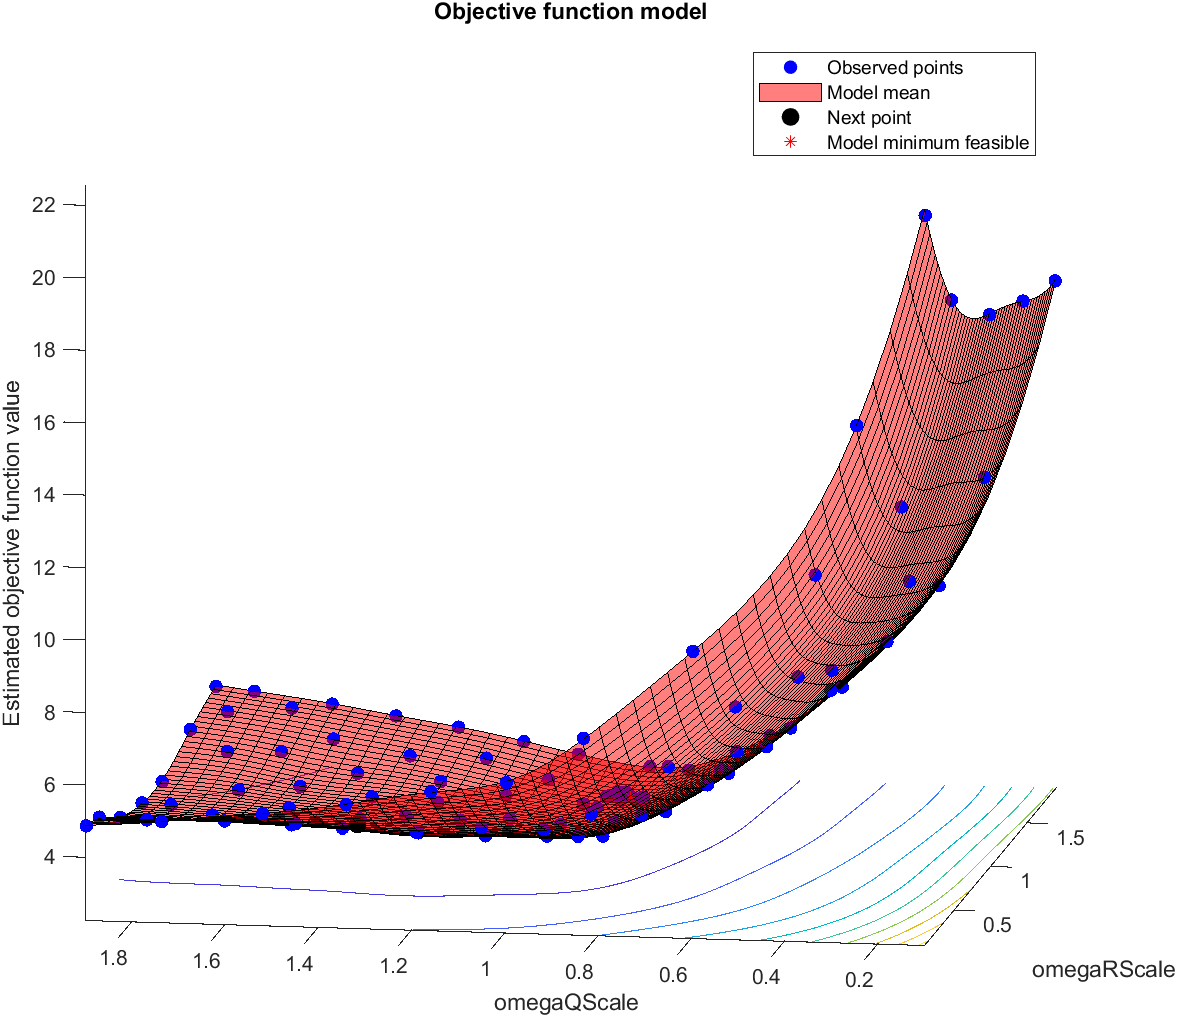 Objective function model
Observed points
Model mean
Next point
Model minimum feasible
Estimated objective function value
22
20
18
16
14
12
10
8
6
4
1.8
1.6
1.4
1.2
1
0.8
0.6
0.4
0.2
omegaQScale
0.5
1
1.5
omegaRScale